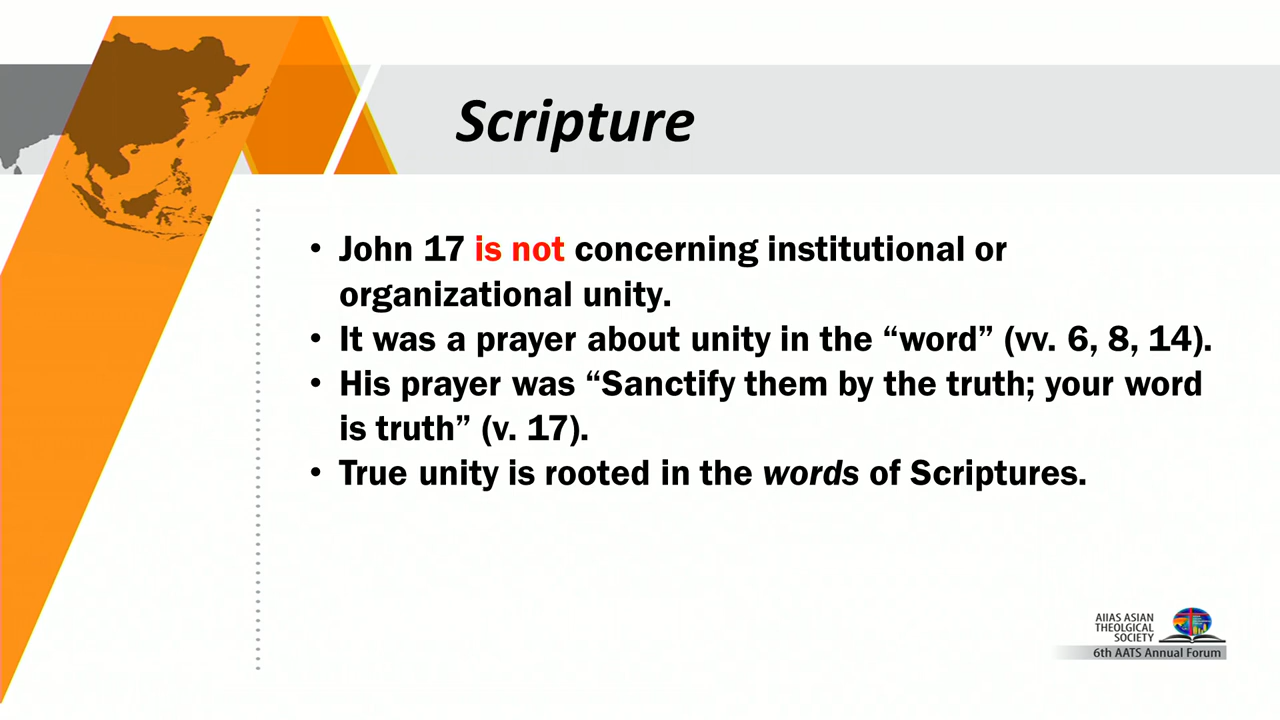 Scripture
• John 17 is not concerning institutional or
organizational unity.
• It was a prayer about unity in the “word” (vv. 6, 8, 14).
• His prayer was “Sanctify them by the truth; your word
is truth” (v. 17).
• True unity is rooted in the words of Scriptures.
AIIAS ASIAN
THEOLGICAL
SOCIETY
6th AATS Annual Forum